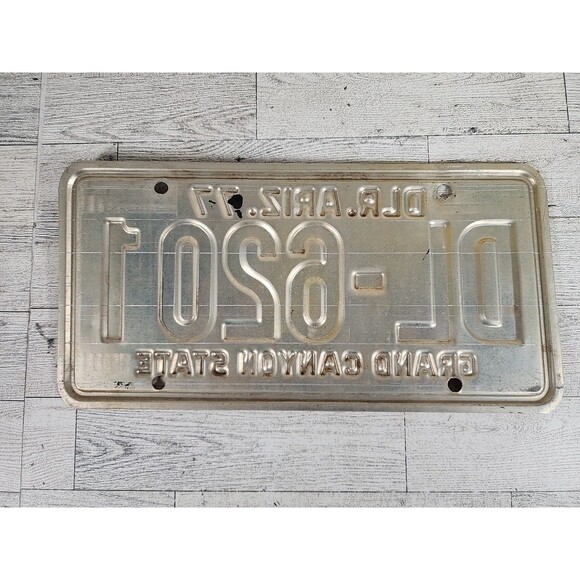 DLR. ARIZ. 77
DL-6201
GRAND CANYON STATE